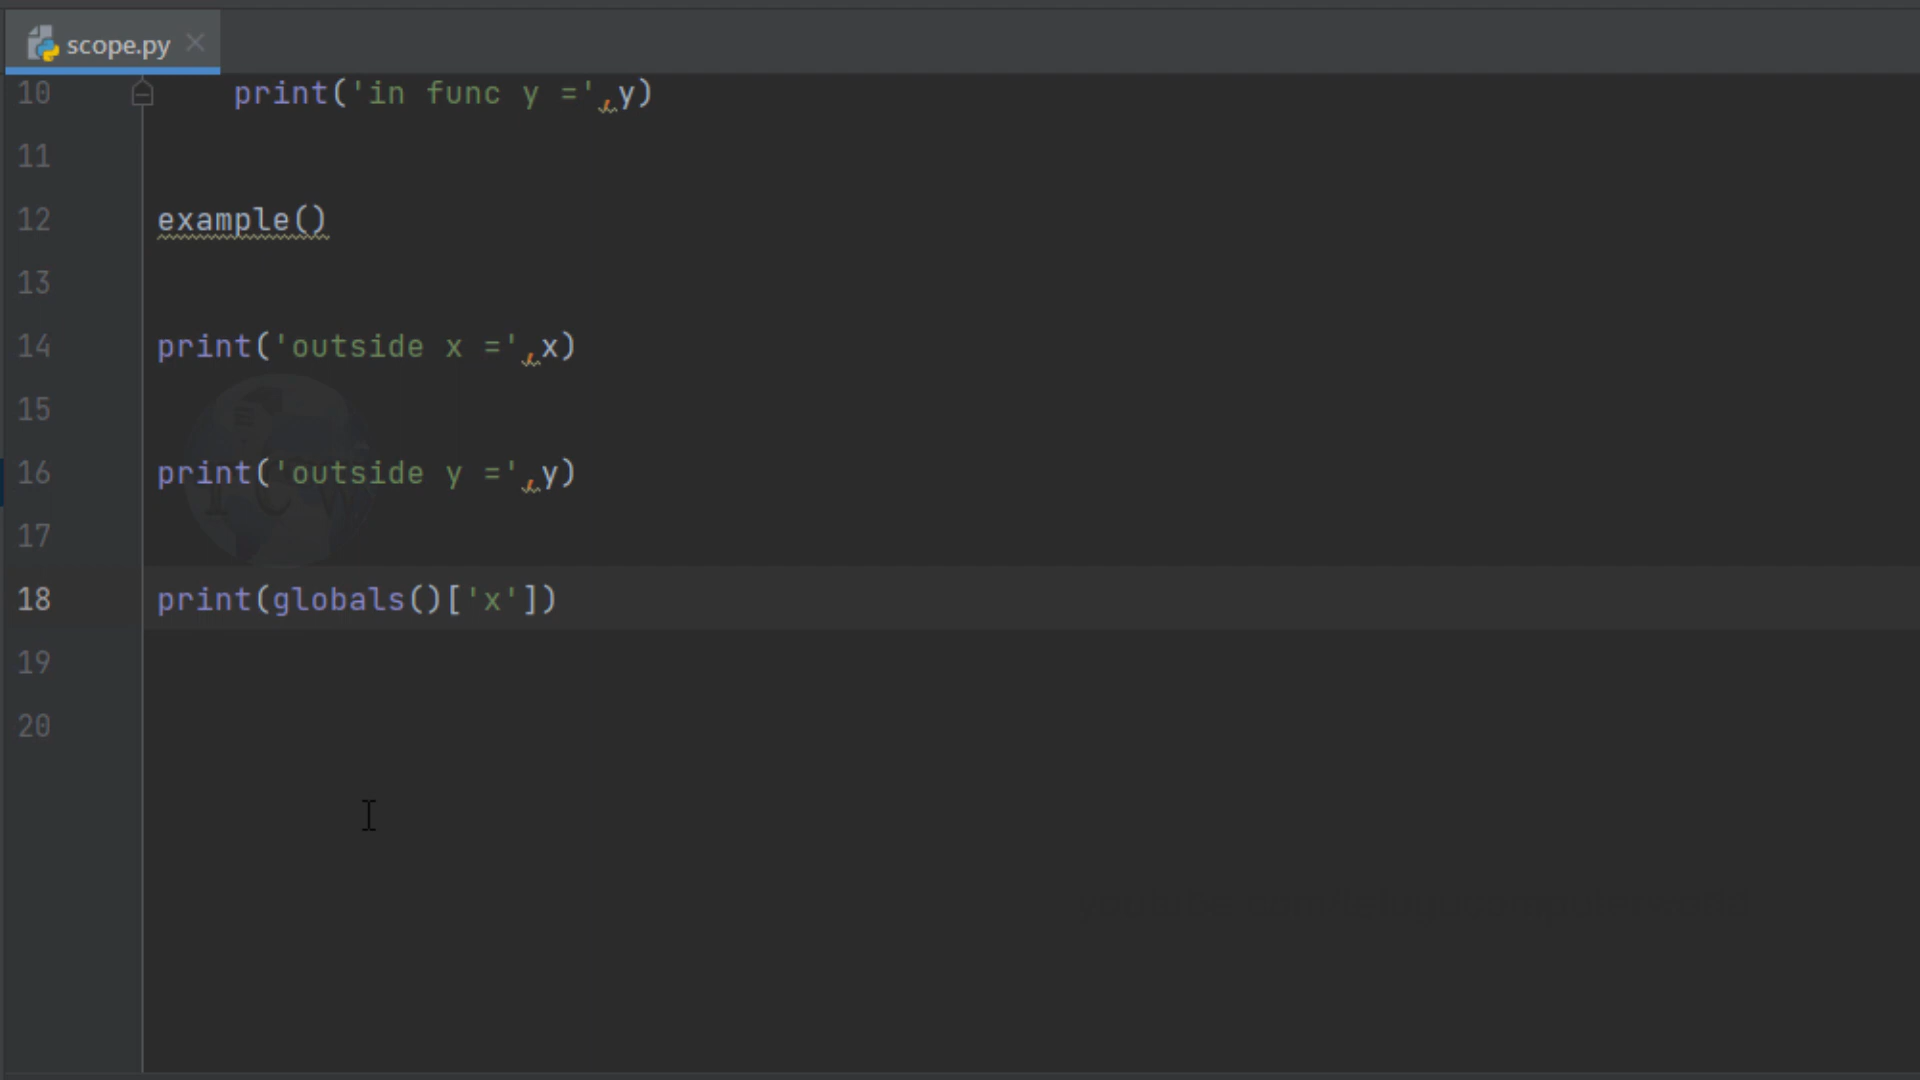 scope.py
10 print('in func y =',y)
11
12 example()
13
14 print('outside x =',x)
15
16 print('outside y =',y)
17
18 print(globals()['x'])
19
20